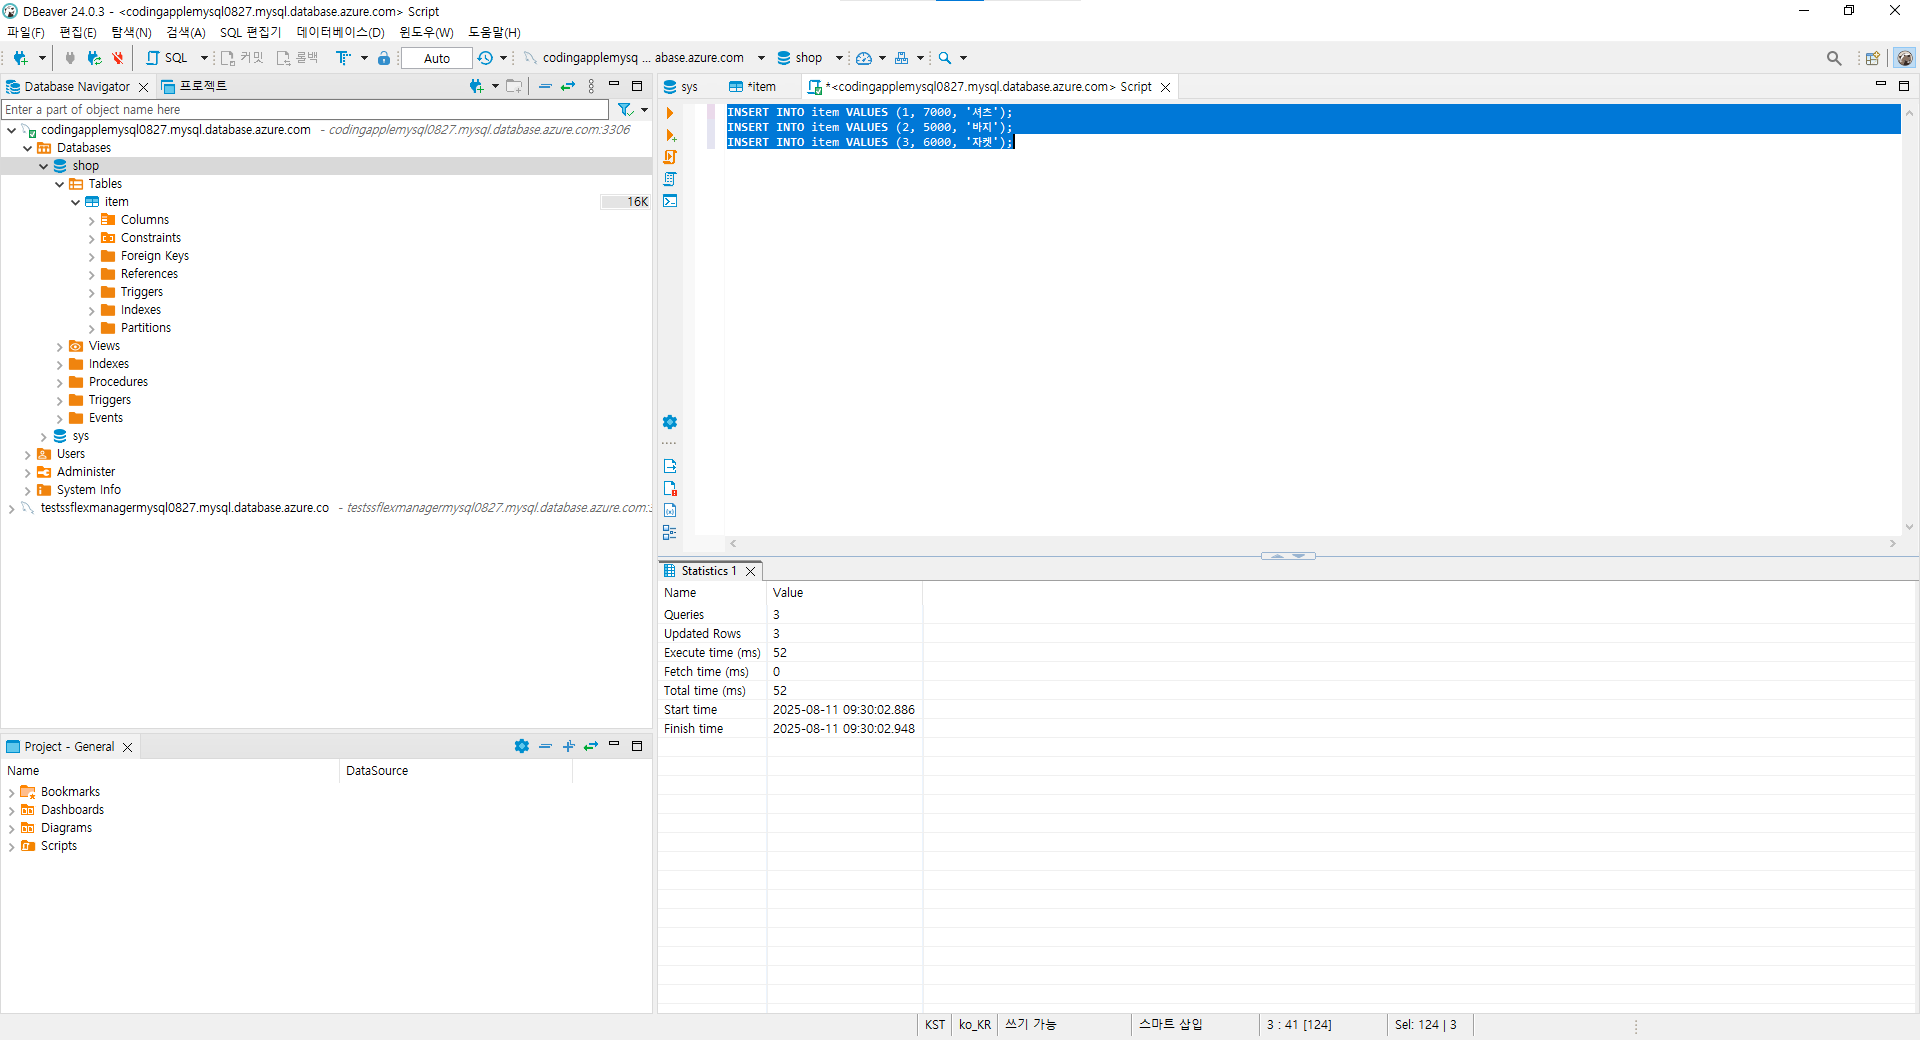 DBeaver 24.0.3 - <codingapplemysql0827.mysql.database.azure.com> Script
파일(F) 편집(E) 탐색(N) 검색(A) SQL 편집기 데이터베이스(D) 윈도우(W) 도움말(H)
SQL 커밋 롤백 Auto codingapplemysq ... abase.azure.com shop
Database Navigator 프로젝트
Enter a part of object name here
codingapplemysql0827.mysql.database.azure.com - codingapplemysql0827.mysql.database.azure.com:3306
Databases
shop
Tables
item 16K
Columns
Constraints
Foreign Keys
References
Triggers
Indexes
Partitions
Views
Indexes
Procedures
Triggers
Events
sys
Users
Administer
System Info
testssflexmanagermysql0827.mysql.database.azure.co - testssflexmanagermysql0827.mysql.database.azure.com:
sys *item *<codingapplemysql0827.mysql.database.azure.com> Script
INSERT INTO item VALUES (1, 7000, '셔츠');
INSERT INTO item VALUES (2, 5000, '바지');
INSERT INTO item VALUES (3, 6000, '자켓');
Statistics 1
Name Value
Queries 3
Updated Rows 3
Execute time (ms) 52
Fetch time (ms) 0
Total time (ms) 52
Start time 2025-08-11 09:30:02.886
Finish time 2025-08-11 09:30:02.948
Project - General
Name DataSource
Bookmarks
Dashboards
Diagrams
Scripts
KST ko_KR 쓰기 가능 스마트 삽입 3 : 41 [124] Sel: 124 | 3